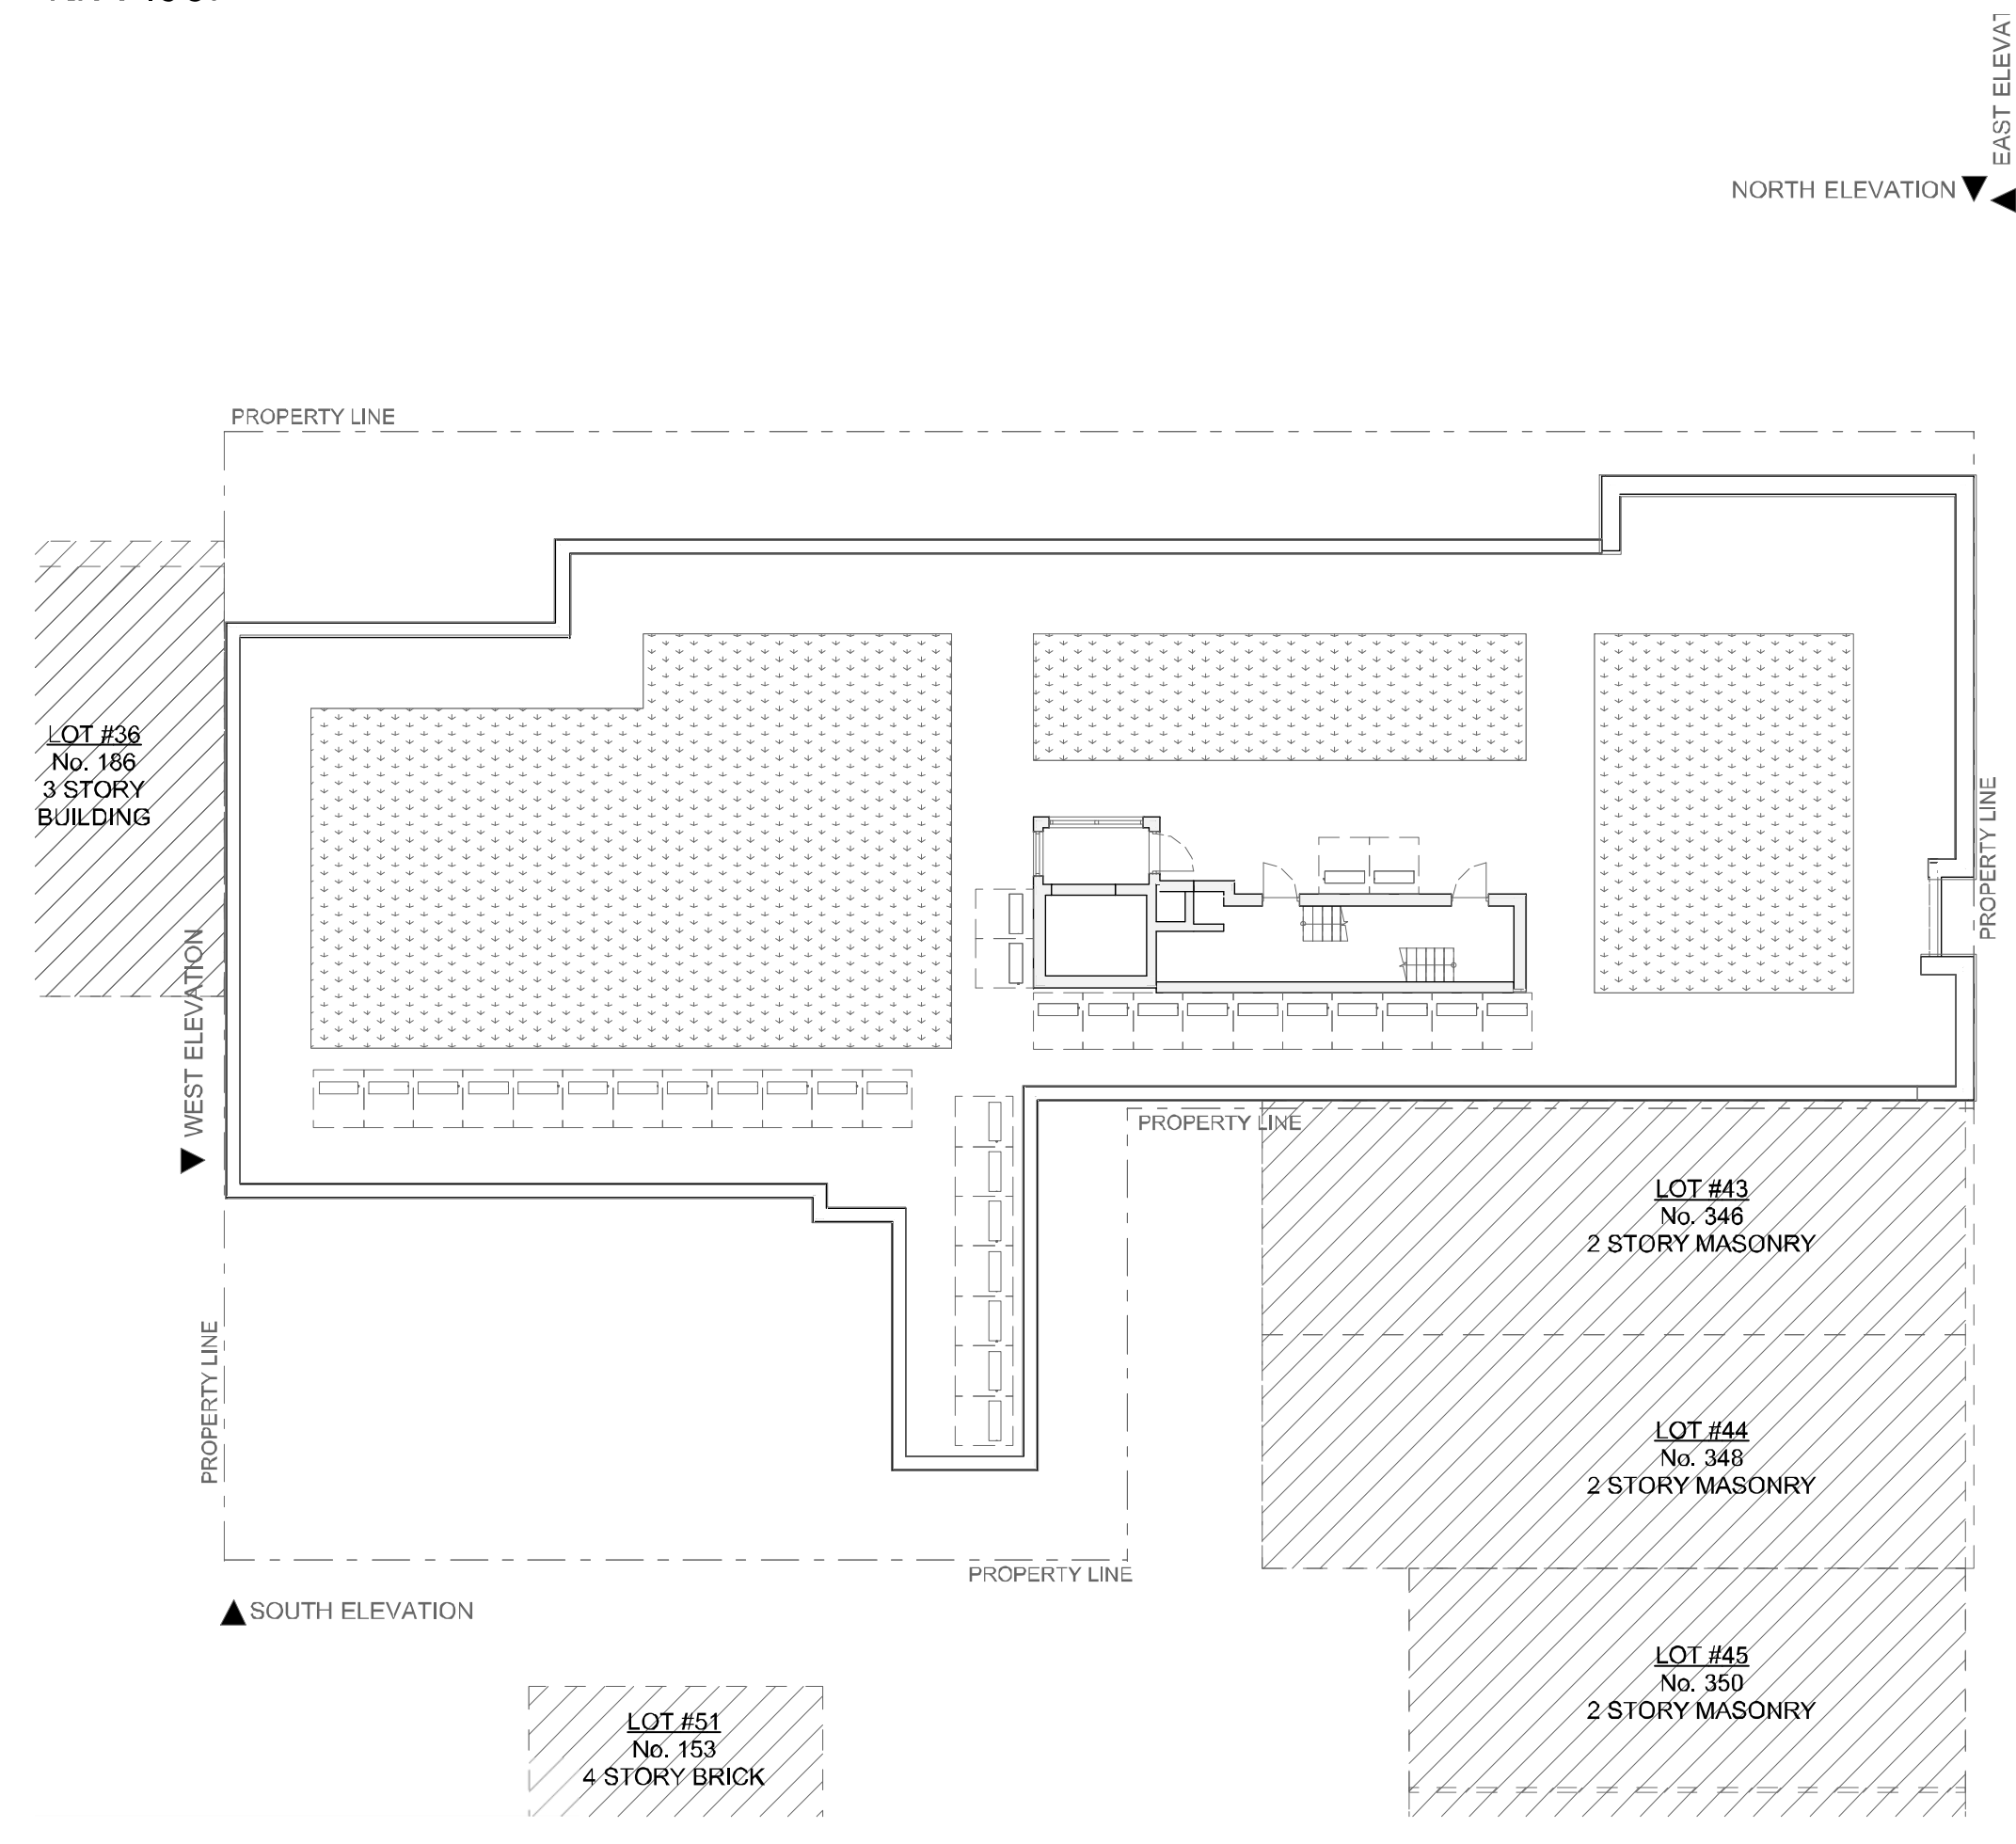 EAST ELEVAT
NORTH ELEVATION
PROPERTY LINE
LOT #36
No. 186
3 STORY
BUILDING
PROPERTY LINE
WEST ELEVATION
PROPERTY LINE
LOT #43
No. 346
2 STORY MASONRY
PROPERTY LINE
LOT #44
No. 348
2 STORY MASONRY
PROPERTY LINE
SOUTH ELEVATION
LOT #45
No. 350
2 STORY MASONRY
LOT #51
No. 153
4 STORY BRICK